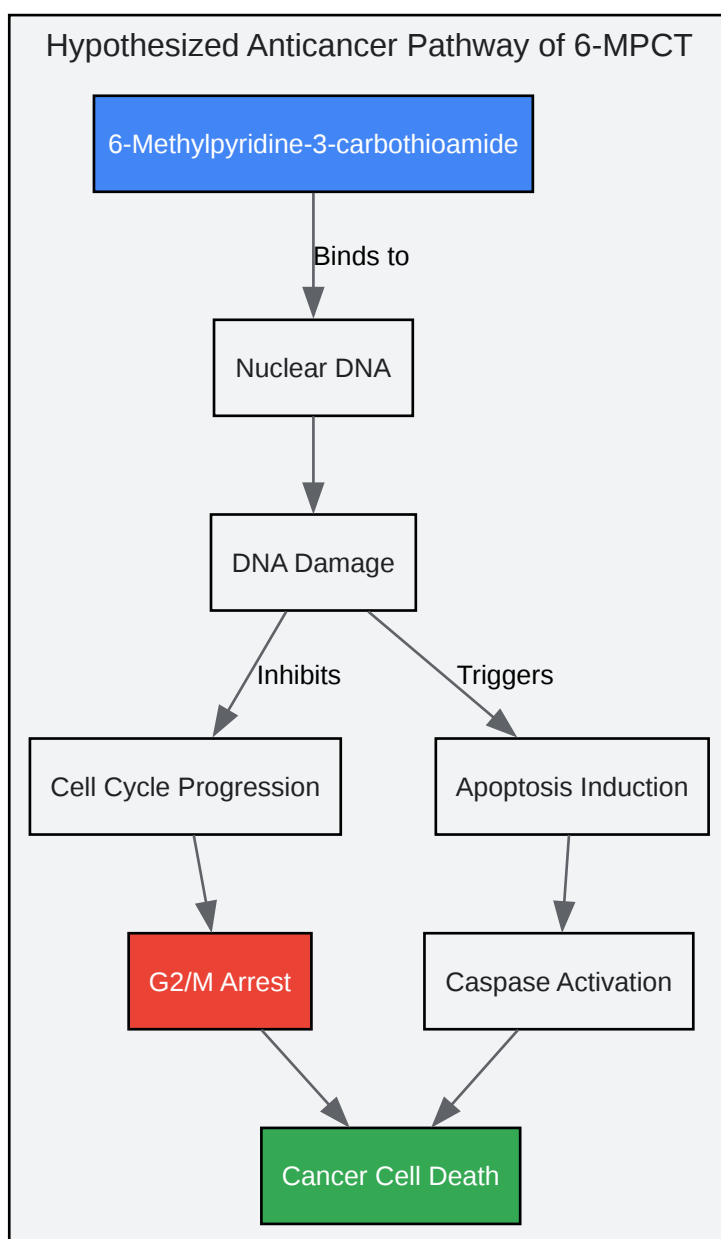 Hypothesized Anticancer Pathway of 6-MPCT
6-Methylpyridine-3-carbothioamide
Binds to
Nuclear DNA
DNA Damage
Inhibits
Triggers
Cell Cycle Progression
Apoptosis Induction
G2/M Arrest
Caspase Activation
Cancer Cell Death